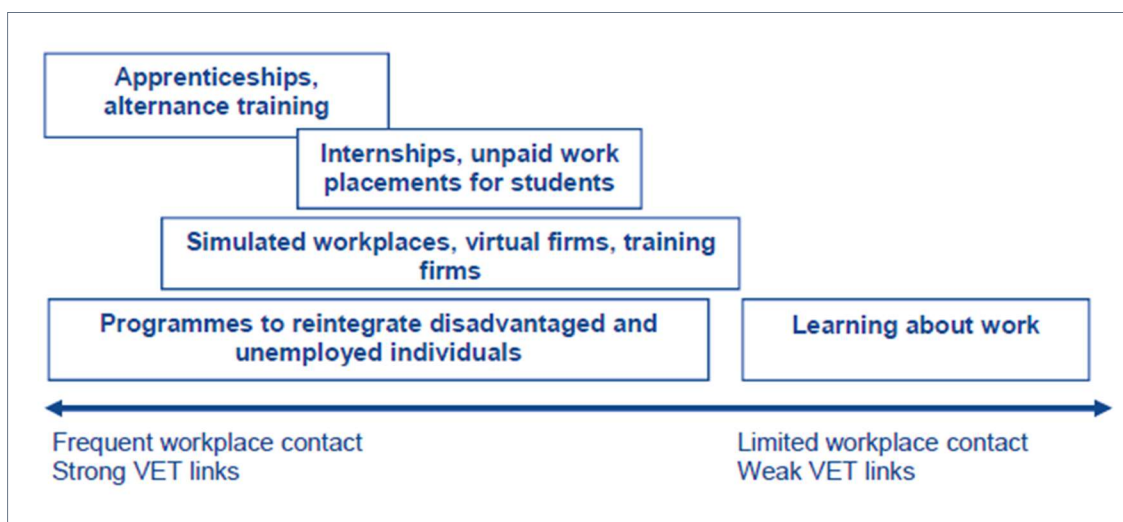 Apprenticeships,
alternance training
Internships, unpaid work
placements for students
Simulated workplaces, virtual firms, training
firms
Programmes to reintegrate disadvantaged and
unemployed individuals
Learning about work
Frequent workplace contact
Strong VET links
Limited workplace contact
Weak VET links